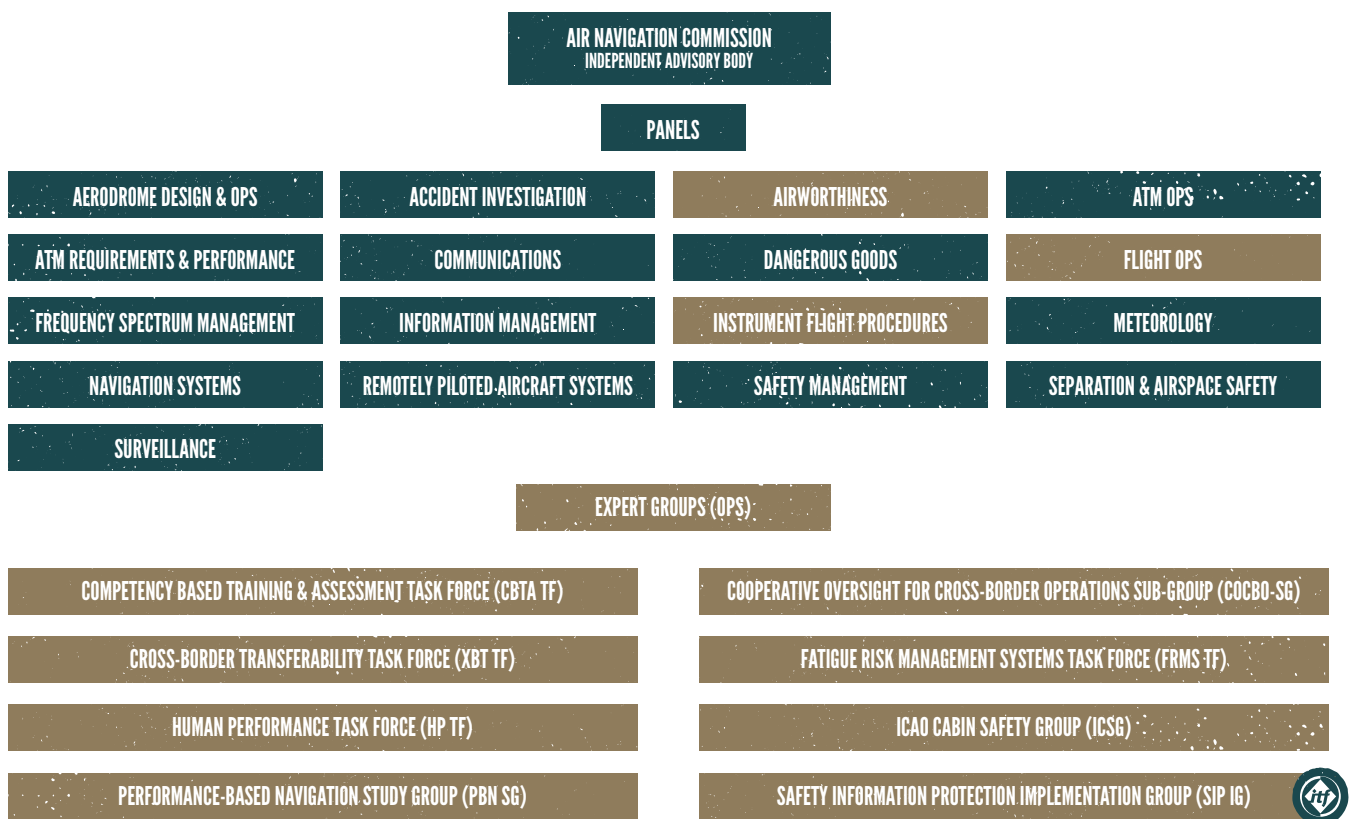 AIR NAVIGATION COMMISSION
INDEPENDENT ADVISORY BODY
PANELS
AERODROME DESIGN & OPS
ACCIDENT INVESTIGATION
AIRWORTHINESS
ATM OPS
ATM REQUIREMENTS & PERFORMANCE
COMMUNICATIONS
DANGEROUS GOODS
FLIGHT OPS
FREQUENCY SPECTRUM MANAGEMENT
INFORMATION MANAGEMENT
INSTRUMENT FLIGHT PROCEDURES
METEOROLOGY
NAVIGATION SYSTEMS
REMOTELY PILOTED AIRCRAFT SYSTEMS
SAFETY MANAGEMENT
SEPARATION & AIRSPACE SAFETY
SURVEILLANCE
EXPERT GROUPS (OPS)
COMPETENCY BASED TRAINING & ASSESSMENT TASK FORCE (CBTA TF)
COOPERATIVE OVERSIGHT FOR CROSS-BORDER OPERATIONS SUB-GROUP (COCBO-SG)
CROSS-BORDER TRANSFERABILITY TASK FORCE (XBT TF)
FATIGUE RISK MANAGEMENT SYSTEMS TASK FORCE (FRMS TF)
HUMAN PERFORMANCE TASK FORCE (HP TF)
ICAO CABIN SAFETY GROUP (ICSG)
PERFORMANCE-BASED NAVIGATION STUDY GROUP (PBN SG)
SAFETY INFORMATION PROTECTION IMPLEMENTATION GROUP (SIP IG)
itf